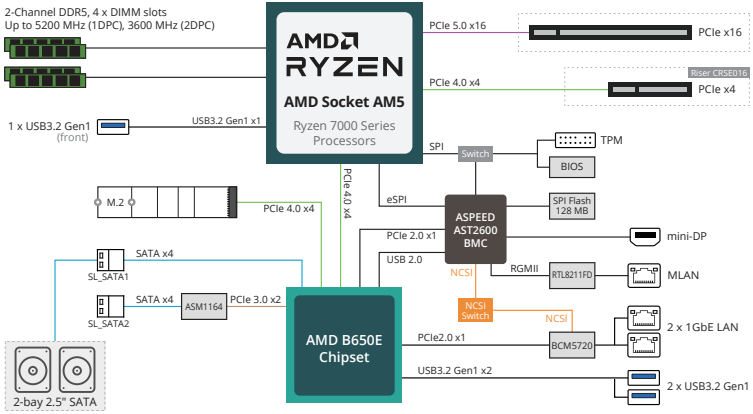 2-Channel DDR5, 4 x DIMM slots
Up to 5200 MHz (1DPC), 3600 MHz (2DPC)
AMD
RYZEN
AMD Socket AM5
Ryzen 7000 Series
Processors
PCIe 5.0 x16
PCIe x16
Riser CRSE016
PCIe 4.0 x4
PCIe x4
1 x USB3.2 Gen1
(front)
USB3.2 Gen1 x1
SPI
Switch
TPM
BIOS
M.2
PCIe 4.0 x4
PCIe 4.0 x4
eSPI
ASPEED
AST2600
BMC
SPI Flash
128 MB
PCIe 2.0 x1
mini-DP
USB 2.0
SATA x4
SL_SATA1
NCSI
RGMII
RTL8211FD
MLAN
SATA x4
SL_SATA2
ASM1164
PCIe 3.0 x2
NCSI
Switch
NCSI
AMD B650E
Chipset
PCIe2.0 x1
BCM5720
2 x 1GbE LAN
USB3.2 Gen1 x2
2 x USB3.2 Gen1
2-bay 2.5" SATA